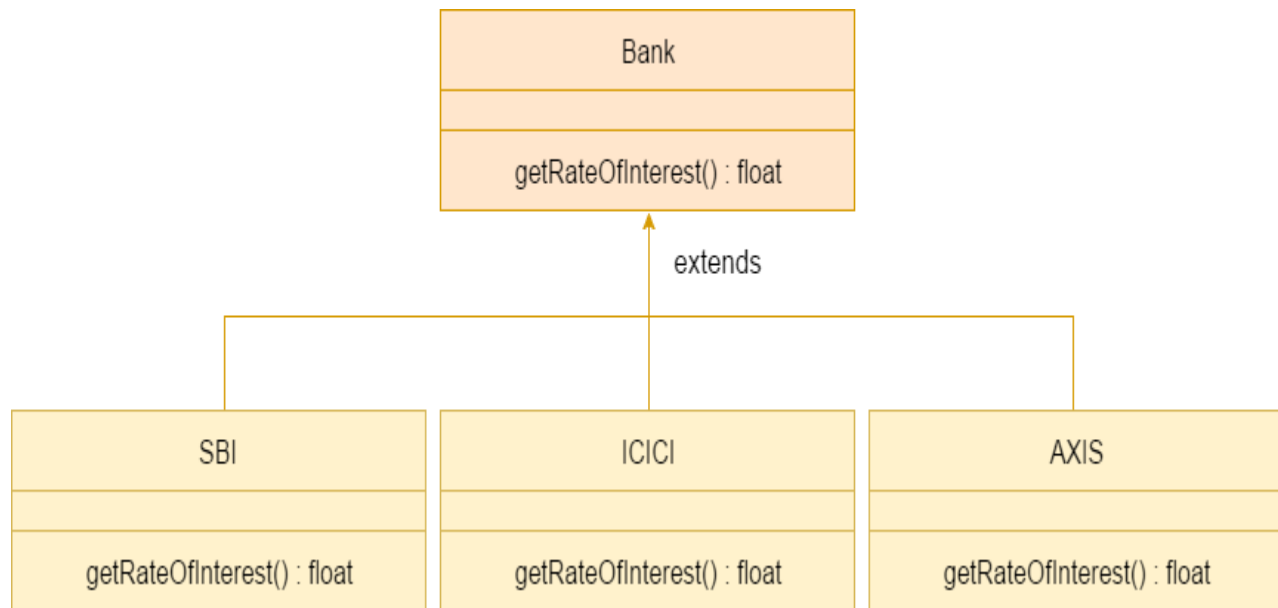 Bank
getRateOfInterest() : float
extends
SBI
ICICI
AXIS
getRateOfInterest() : float
getRateOfInterest() : float
getRateOfInterest() : float